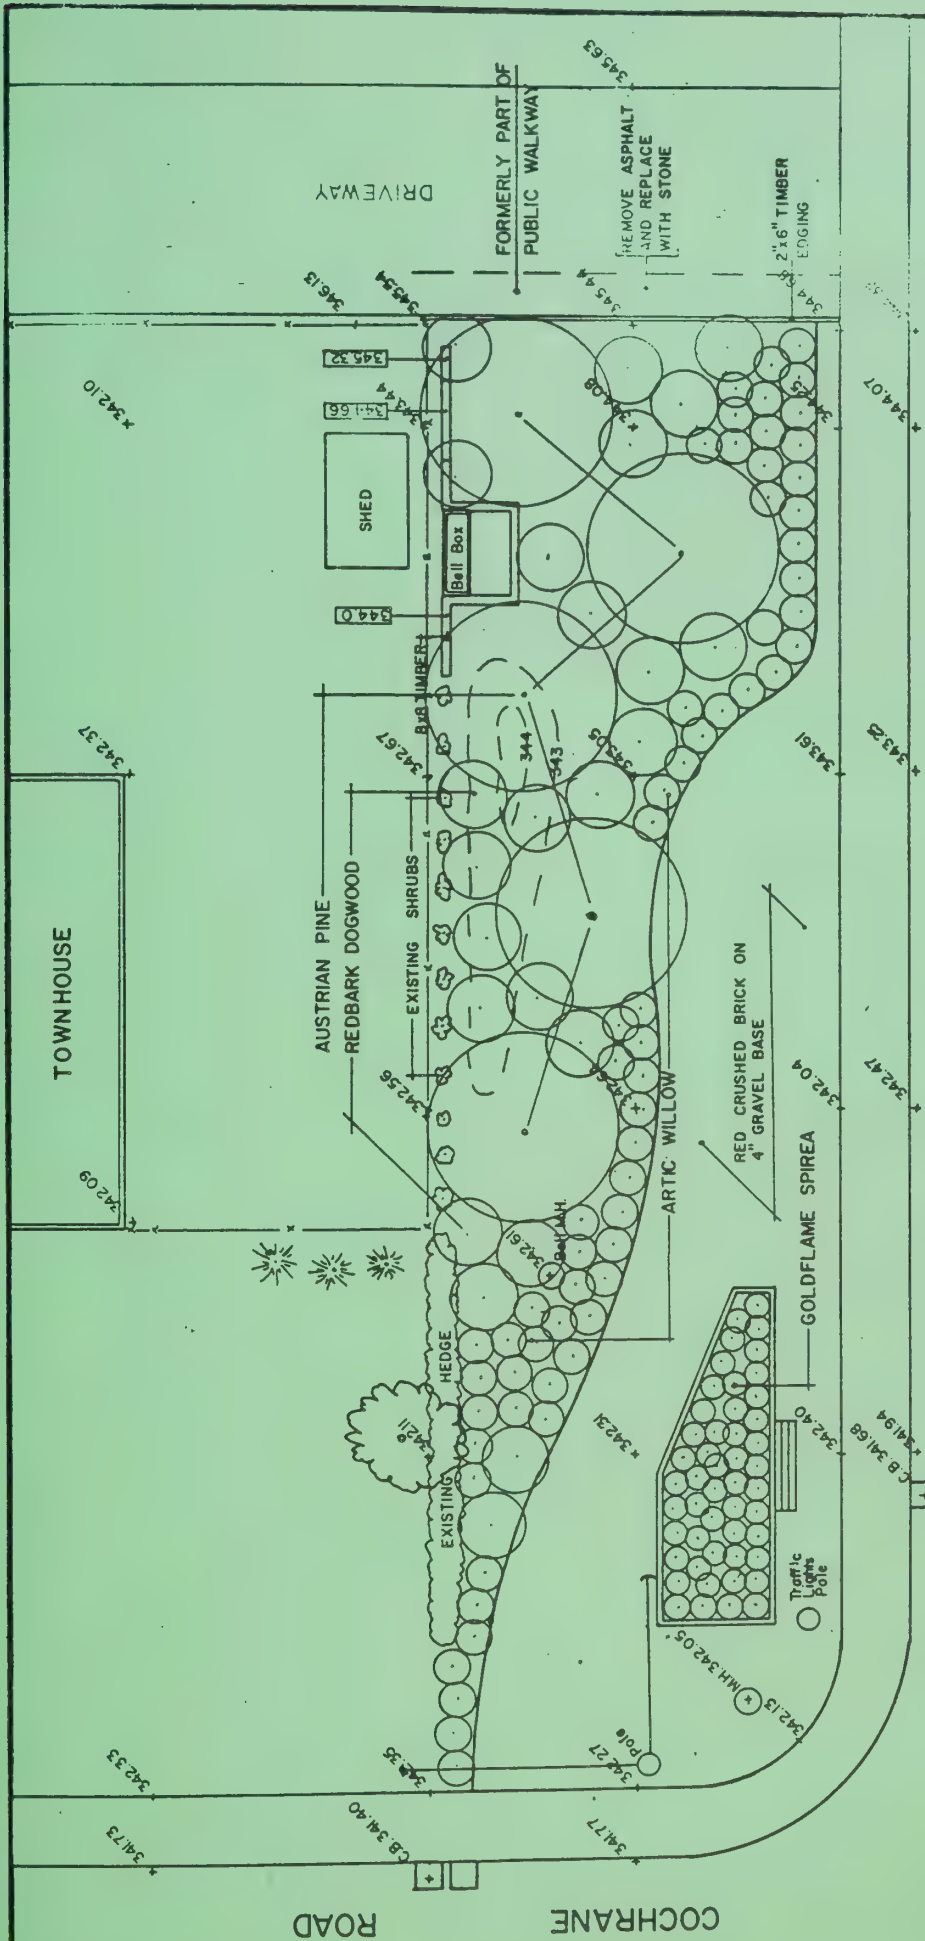 345.63
FORMERLY PART OF
PUBLIC WALKWAY
REMOVE ASPHALT
AND REPLACE
WITH STONE
DRIVEWAY
2"x6" TIMBER
EDGING
346.13
345.54
345.44
344.68
345.32
344.66
342.10
343.44
344.08
344.07
SHED
Bell Box
344.0
8x8 TIMBER
342.37
342.67
344
343
343.05
343.61
343.25
TOWNHOUSE
AUSTRIAN PINE
REDBARK DOGWOOD
EXISTING SHRUBS
342.09
342.56
ARTIC WILLOW
RED CRUSHED BRICK ON
4" GRAVEL BASE
342.04
342.47
GOLDFLAME SPIREA
342.61
Bell M.H.
EXISTING HEDGE
342.11
342.31
342.40
C.B. 341.68
341.94
Traffic
Lights
Pole
M.H. 342.05
342.13
Pole
342.27
342.35
342.33
341.73
C.B. 341.40
341.77
COCHRANE ROAD